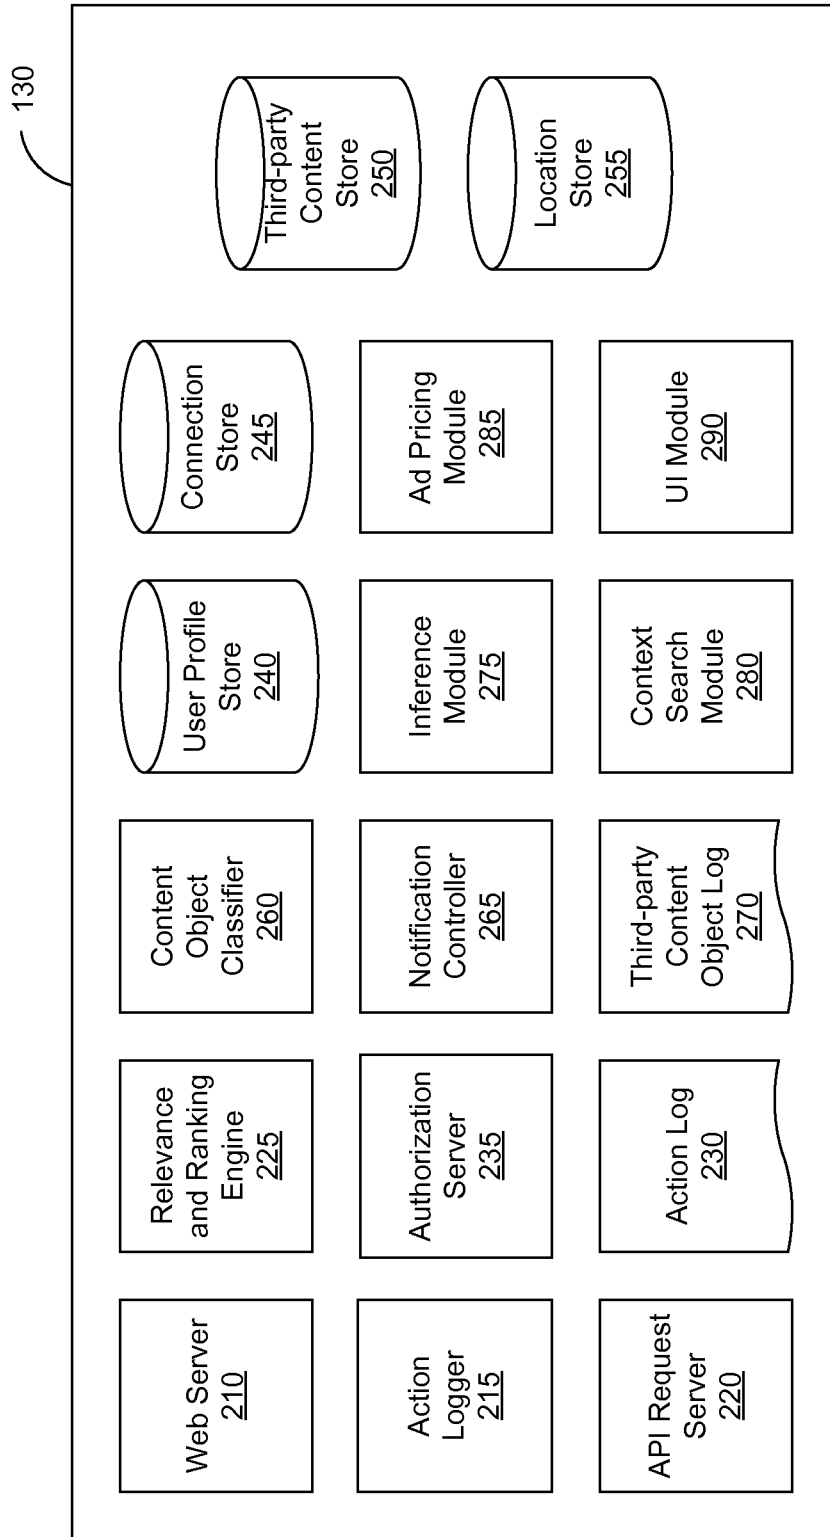 130
Web Server
210
Relevance
and Ranking
Engine
225
Content
Object
Classifier
260
User Profile
Store
240
Connection
Store
245
Third-party
Content
Store
250
Action
Logger
215
Authorization
Server
235
Notification
Controller
265
Inference
Module
275
Ad Pricing
Module
285
Location
Store
255
API Request
Server
220
Action Log
230
Third-party
Content
Object Log
270
Context
Search
Module
280
UI Module
290